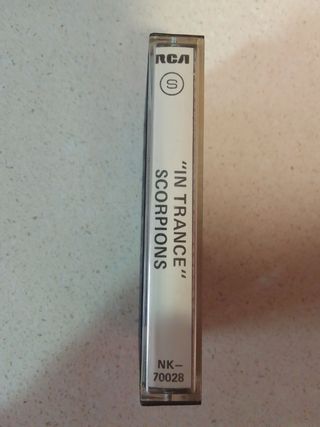 RCA
S
"IN TRANCE"
SCORPIONS
NK–
70028